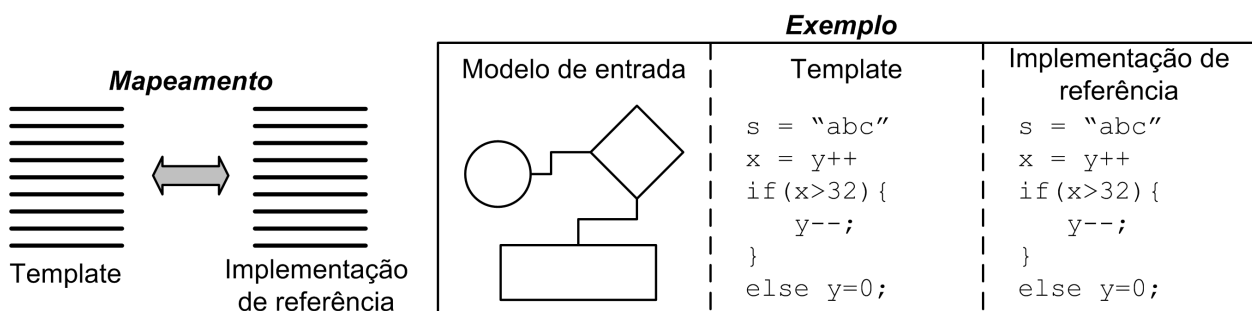 Mapeamento
Template
Implementação
de referência
Exemplo
Modelo de entrada
Template
s = “abc”
x = y++
if(x>32){
y--;
}
else y=0;
Implementação de
referência
s = “abc”
x = y++
if(x>32){
y--;
}
else y=0;